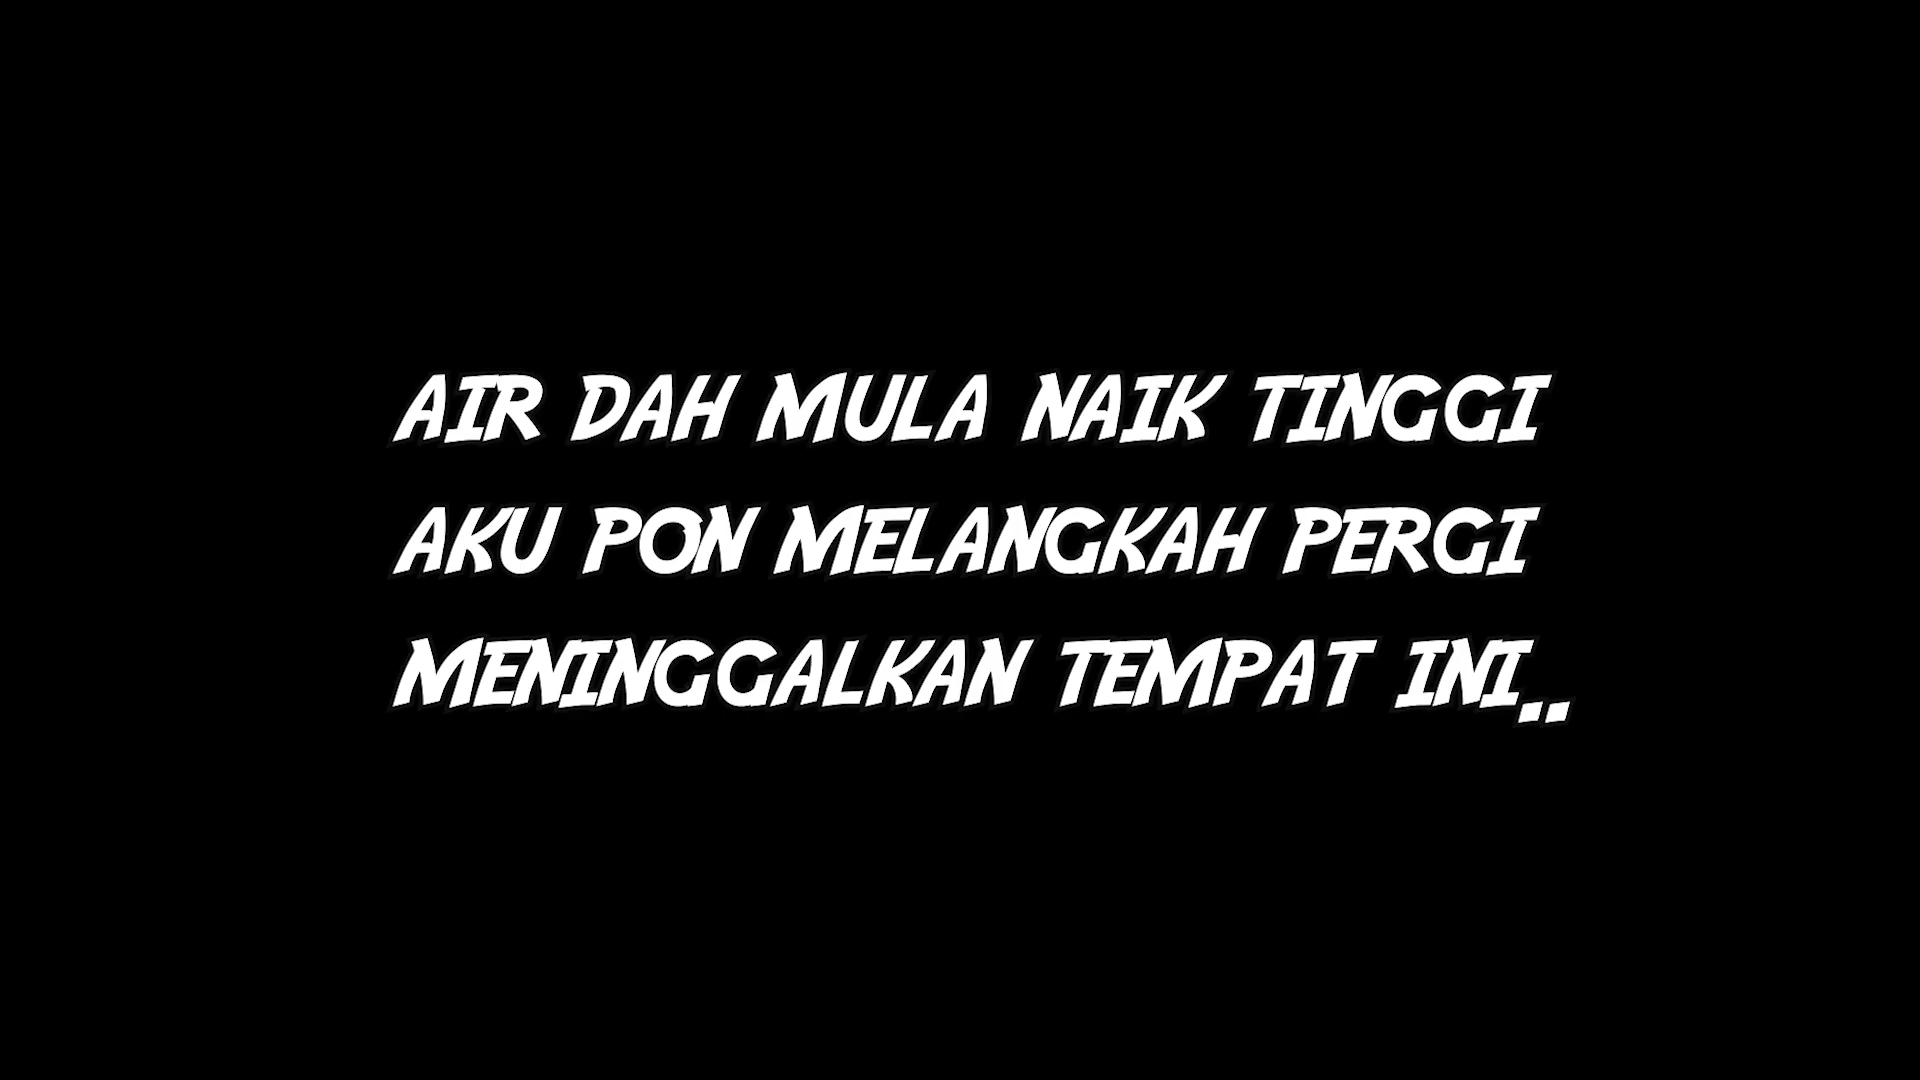 AIR DAH MULA NAIK TINGGI
AKU PON MELANGKAH PERGI
MENINGGALKAN TEMPAT INI..